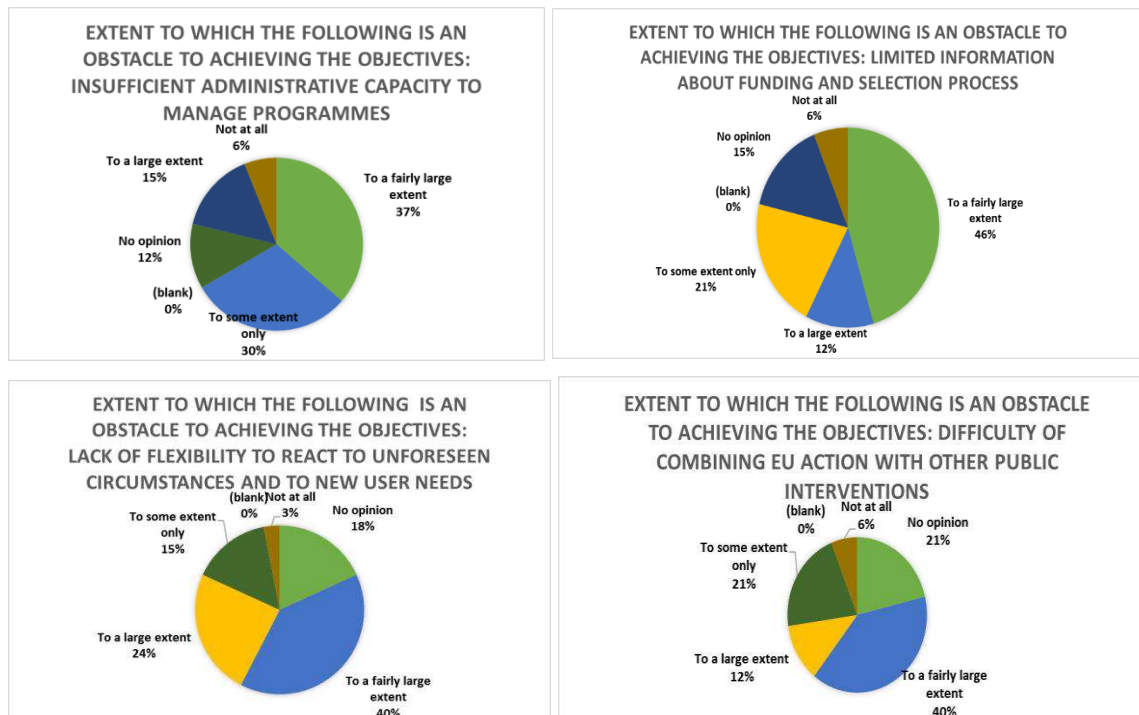 EXTENT TO WHICH THE FOLLOWING IS AN
OBSTACLE TO ACHIEVING THE OBJECTIVES:
INSUFFICIENT ADMINISTRATIVE CAPACITY TO
MANAGE PROGRAMMES
Not at all
6%
To a large extent
15%
To a fairly large
extent
37%
No opinion
12%
(blank)
0%
To some extent
only
30%
EXTENT TO WHICH THE FOLLOWING IS AN OBSTACLE TO
ACHIEVING THE OBJECTIVES: LIMITED INFORMATION
ABOUT FUNDING AND SELECTION PROCESS
Not at all
6%
No opinion
15%
(blank)
0%
To a fairly large
extent
46%
To some extent only
21%
To a large extent
12%
EXTENT TO WHICH THE FOLLOWING IS AN
OBSTACLE TO ACHIEVING THE OBJECTIVES:
LACK OF FLEXIBILITY TO REACT TO UNFORESEEN
CIRCUMSTANCES AND TO NEW USER NEEDS
(blank)
0%
Not at all
3%
No opinion
18%
To some extent
only
15%
To a large extent
24%
To a fairly large
extent
40%
EXTENT TO WHICH THE FOLLOWING IS AN OBSTACLE
TO ACHIEVING THE OBJECTIVES: DIFFICULTY OF
COMBINING EU ACTION WITH OTHER PUBLIC
INTERVENTIONS
(blank)
0%
Not at all
6%
No opinion
21%
To some extent
only
21%
To a large extent
12%
To a fairly large
extent
40%